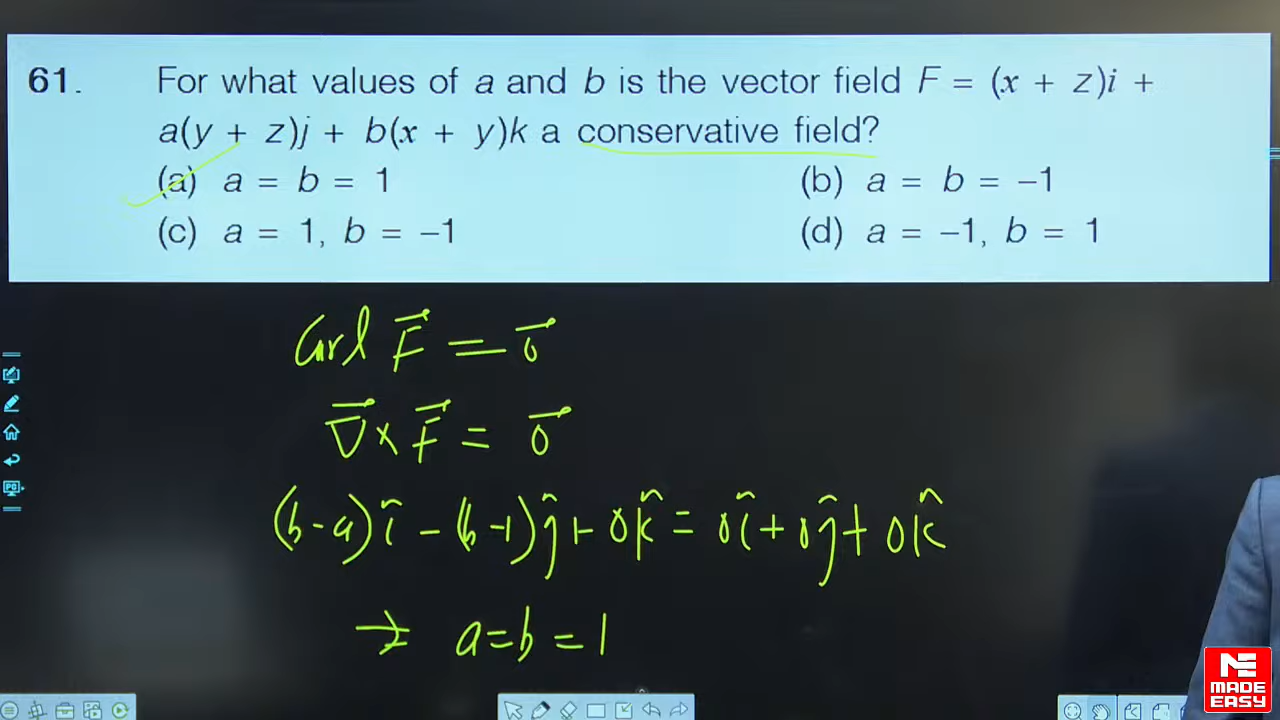 61. For what values of a and b is the vector field F = (x + z)i +
a(y + z)j + b(x + y)k a conservative field?
(a) a = b = 1 (b) a = b = –1
(c) a = 1, b = –1 (d) a = –1, b = 1
Curl F⃗ = 0⃗
∇⃗ × F⃗ = 0⃗
(b-a)î - (b-1)ĵ + 0k̂ = 0î + 0ĵ + 0k̂
⇒ a=b=1
MADE
EASY